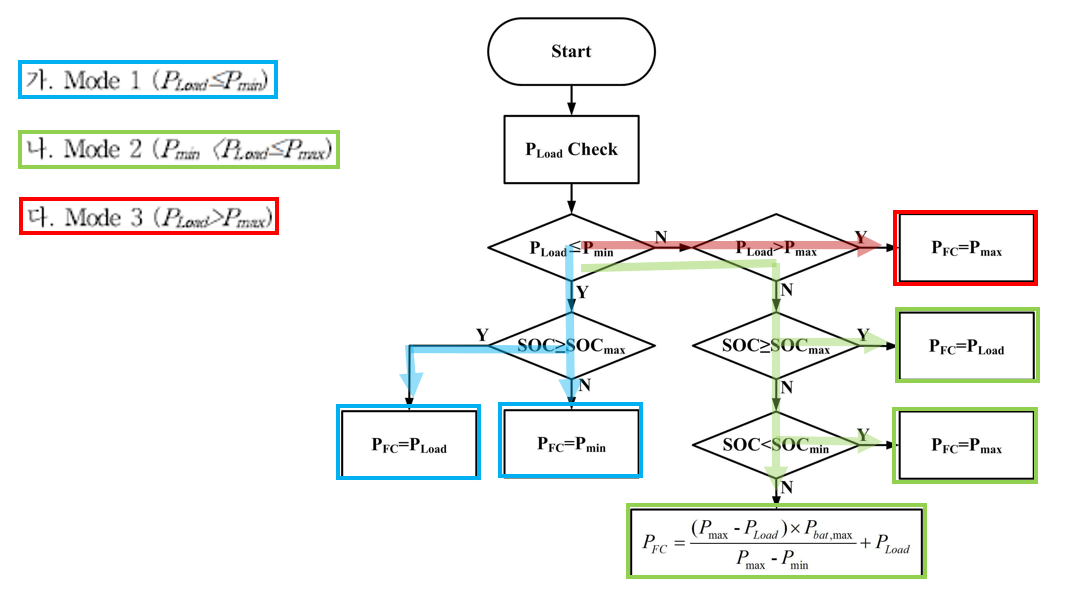 Start
가. Mode 1 (P_Load≤P_min)
나. Mode 2 (P_min <P_Load≤P_max)
다. Mode 3 (P_Load>P_max)
P_Load Check
P_Load≤P_min
N
P_Load>P_max
Y
P_FC=P_max
Y
N
Y
SOC≥SOC_max
N
SOC≥SOC_max
Y
P_FC=P_Load
N
P_FC=P_Load
P_FC=P_min
SOC<SOC_min
Y
P_FC=P_max
N
P_FC = (P_max - P_Load) × P_bat,max / P_max - P_min + P_Load